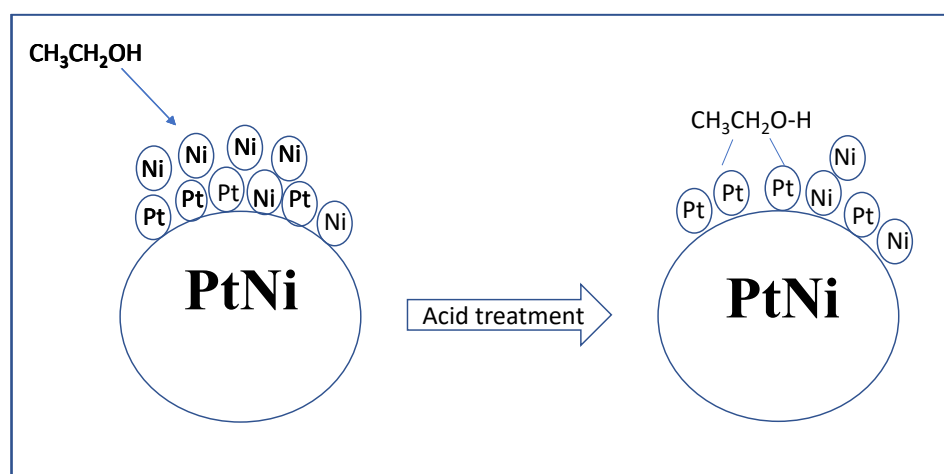 CH₃CH₂OH
Ni Ni Ni Ni
Pt Pt Pt Ni Pt Ni
PtNi
Acid treatment
CH₃CH₂O-H
Ni
Pt Pt Pt Ni Pt Ni
PtNi